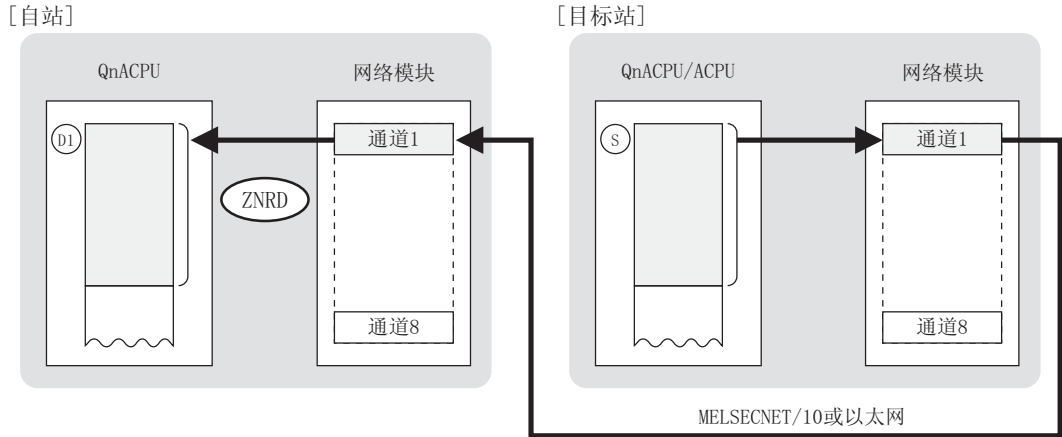 [自站]
QnACPU
网络模块
D1
通道1
ZNRD
通道8
[目标站]
QnACPU/ACPU
网络模块
S
通道1
通道8
MELSECNET/10或以太网